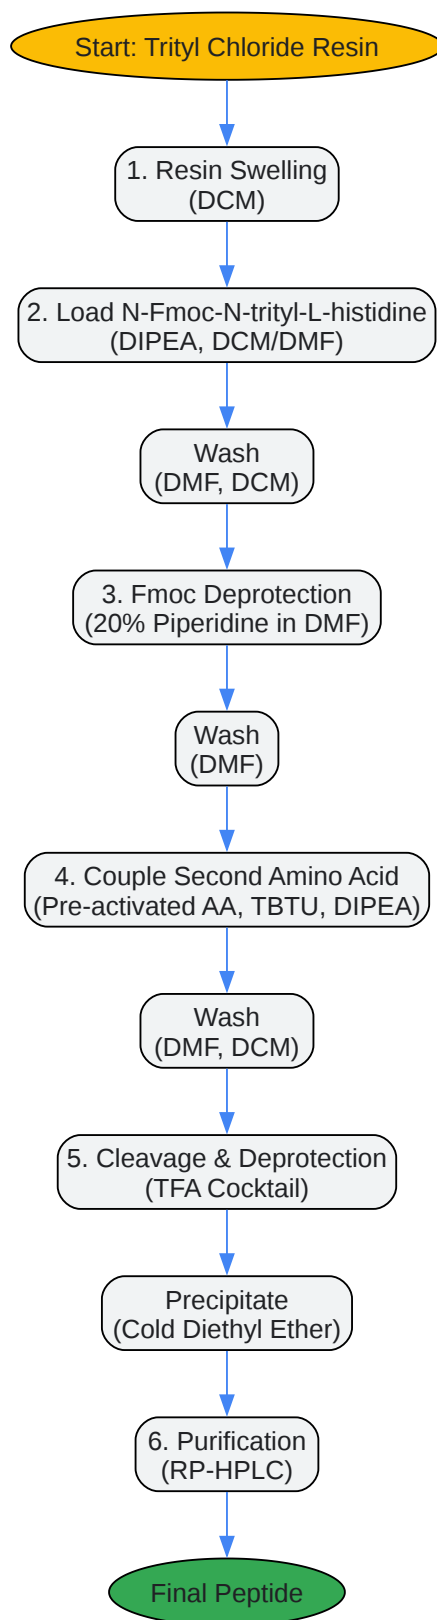 Start: Trityl Chloride Resin
1. Resin Swelling
(DCM)
2. Load N-Fmoc-N-trityl-L-histidine
(DIPEA, DCM/DMF)
Wash
(DMF, DCM)
3. Fmoc Deprotection
(20% Piperidine in DMF)
Wash
(DMF)
4. Couple Second Amino Acid
(Pre-activated AA, TBTU, DIPEA)
Wash
(DMF, DCM)
5. Cleavage & Deprotection
(TFA Cocktail)
Precipitate
(Cold Diethyl Ether)
6. Purification
(RP-HPLC)
Final Peptide